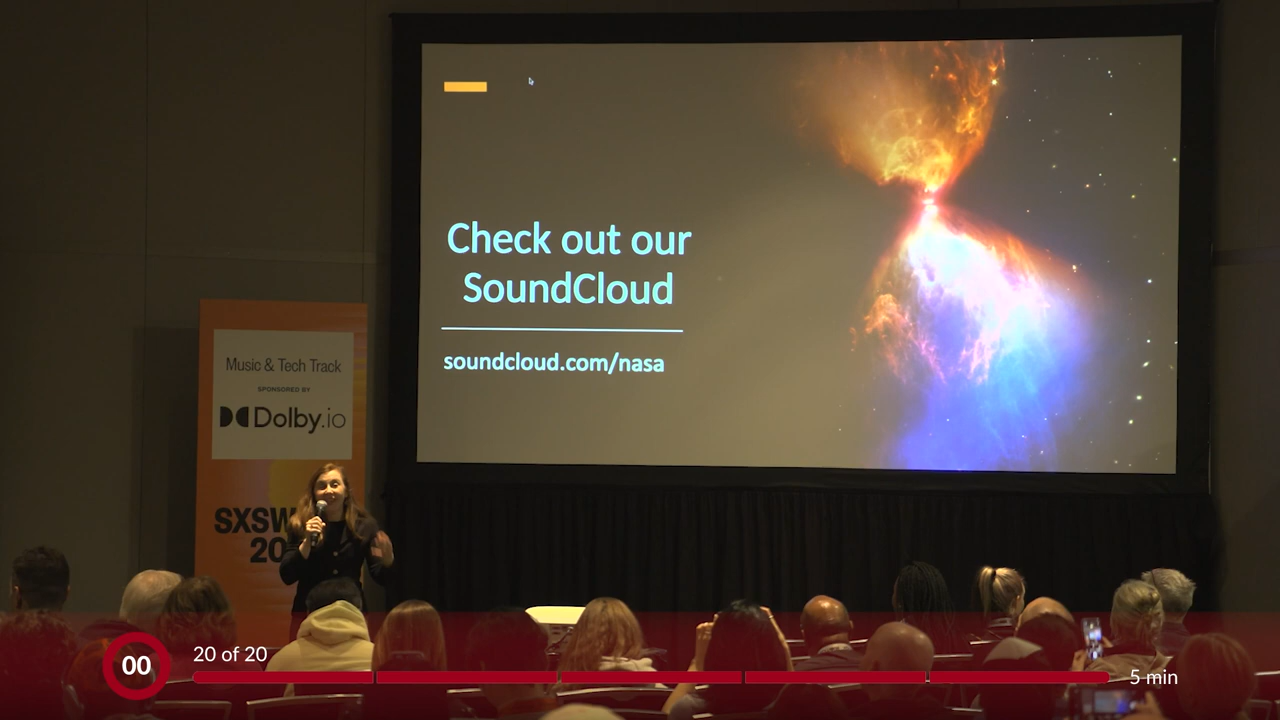 Check out our
SoundCloud
soundcloud.com/nasa
Music & Tech Track
SPONSORED BY
Dolby.io
SXSW
20
00
20 of 20
5 min